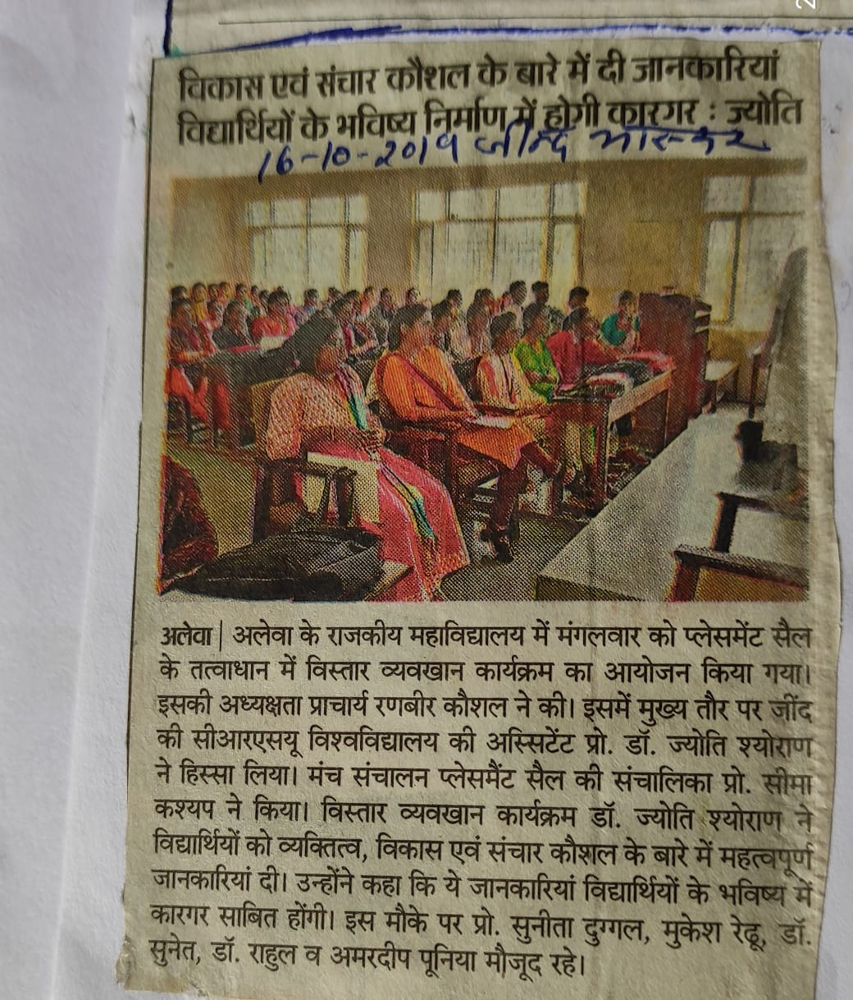 विकास एवं संचार कौशल के बारे में दी जानकारियां
विद्यार्थियों के भविष्य निर्माण में होगी कारगर : ज्योति
16-10-2019 जीन्द भास्कर
अलेवा| अलेवा के राजकीय महाविद्यालय में मंगलवार को प्लेसमेंट सैल
के तत्वाधान में विस्तार व्यवखान कार्यक्रम का आयोजन किया गया।
इसकी अध्यक्षता प्राचार्य रणबीर कौशल ने की। इसमें मुख्य तौर पर जींद
की सीआरएसयू विश्वविद्यालय की अस्सिटेंट प्रो. डॉ. ज्योति श्योराण
ने हिस्सा लिया। मंच संचालन प्लेसमैंट सैल की संचालिका प्रो. सीमा
कश्यप ने किया। विस्तार व्यवखान कार्यक्रम डॉ. ज्योति श्योराण ने
विद्यार्थियों को व्यक्तित्व, विकास एवं संचार कौशल के बारे में महत्वपूर्ण
जानकारियां दी। उन्होंने कहा कि ये जानकारियां विद्यार्थियों के भविष्य में
कारगर साबित होंगी। इस मौके पर प्रो. सुनीता दुग्गल, मुकेश रेढू, डॉ.
सुनेत, डॉ. राहुल व अमरदीप पूनिया मौजूद रहे।